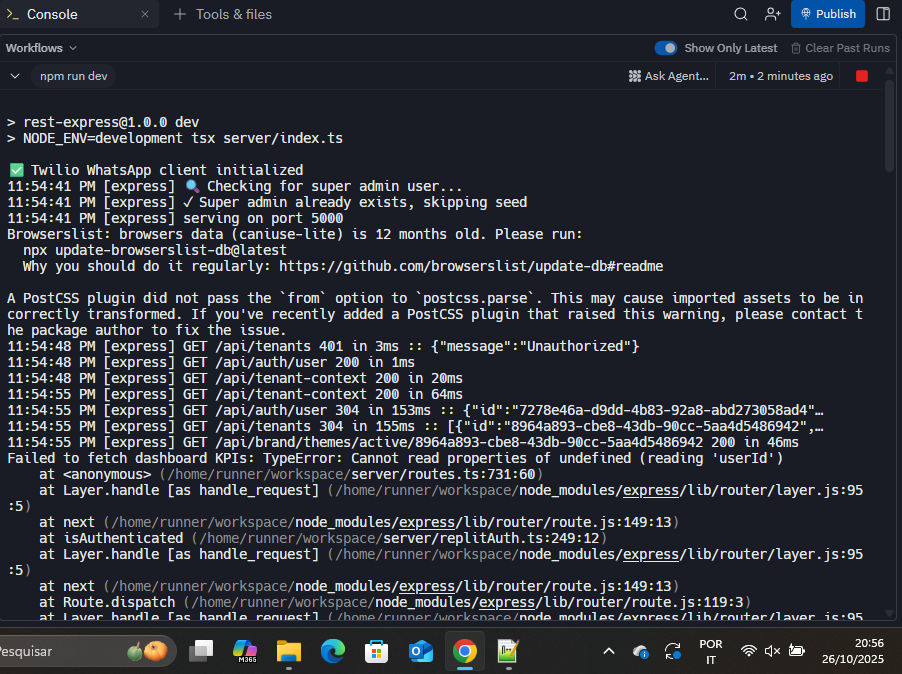 Console
Tools & files
Publish
Workflows
Show Only Latest
Clear Past Runs
npm run dev
Ask Agent...
2m • 2 minutes ago
> rest-express@1.0.0 dev
> NODE_ENV=development tsx server/index.ts
✅ Twilio WhatsApp client initialized
11:54:41 PM [express] 🔍 Checking for super admin user...
11:54:41 PM [express] ✓ Super admin already exists, skipping seed
11:54:41 PM [express] serving on port 5000
Browserslist: browsers data (caniuse-lite) is 12 months old. Please run:
npx update-browserslist-db@latest
Why you should do it regularly: https://github.com/browserslist/update-db#readme
A PostCSS plugin did not pass the `from` option to `postcss.parse`. This may cause imported assets to be in
correctly transformed. If you've recently added a PostCSS plugin that raised this warning, please contact t
he package author to fix the issue.
11:54:48 PM [express] GET /api/tenants 401 in 3ms :: {"message":"Unauthorized"}
11:54:48 PM [express] GET /api/auth/user 200 in 1ms
11:54:48 PM [express] GET /api/tenant-context 200 in 20ms
11:54:55 PM [express] GET /api/tenant-context 200 in 64ms
11:54:55 PM [express] GET /api/auth/user 304 in 153ms :: {"id":"7278e46a-d9dd-4b83-92a8-abd273058ad4"…
11:54:55 PM [express] GET /api/tenants 304 in 155ms :: [{"id":"8964a893-cbe8-43db-90cc-5aa4d5486942",…
11:54:55 PM [express] GET /api/brand/themes/active/8964a893-cbe8-43db-90cc-5aa4d5486942 200 in 46ms
Failed to fetch dashboard KPIs: TypeError: Cannot read properties of undefined (reading 'userId')
at <anonymous> (/home/runner/workspace/server/routes.ts:731:60)
at Layer.handle [as handle_request] (/home/runner/workspace/node_modules/express/lib/router/layer.js:95
:5)
at next (/home/runner/workspace/node_modules/express/lib/router/route.js:149:13)
at isAuthenticated (/home/runner/workspace/server/replitAuth.ts:249:12)
at Layer.handle [as handle_request] (/home/runner/workspace/node_modules/express/lib/router/layer.js:95
:5)
at next (/home/runner/workspace/node_modules/express/lib/router/route.js:149:13)
at Route.dispatch (/home/runner/workspace/node_modules/express/lib/router/route.js:119:3)
at Layer.handle [as handle_request] (/home/runner/workspace/node_modules/express/lib/router/layer.js:95
Pesquisar
M365
POR
IT
20:56
26/10/2025